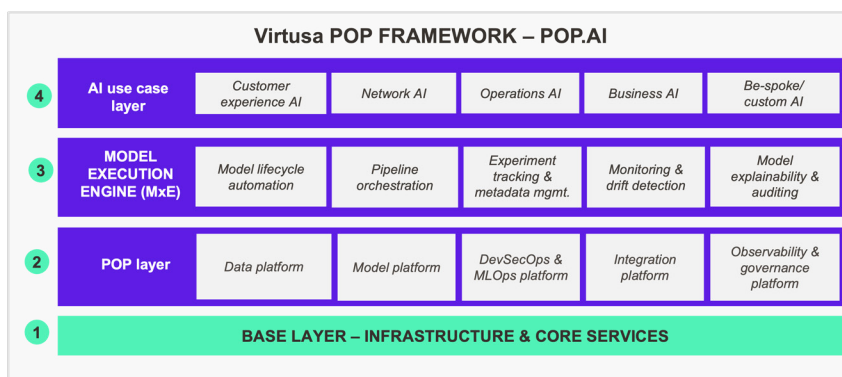 Virtusa POP FRAMEWORK – POP.AI
4
AI use case
layer
Customer
experience AI
Network AI
Operations AI
Business AI
Be-spoke/
custom AI
3
MODEL
EXECUTION
ENGINE (MxE)
Model lifecycle
automation
Pipeline
orchestration
Experiment
tracking &
metadata mgmt.
Monitoring &
drift detection
Model
explainability &
auditing
2
POP layer
Data platform
Model platform
DevSecOps &
MLOps platform
Integration
platform
Observability &
governance
platform
1
BASE LAYER – INFRASTRUCTURE & CORE SERVICES